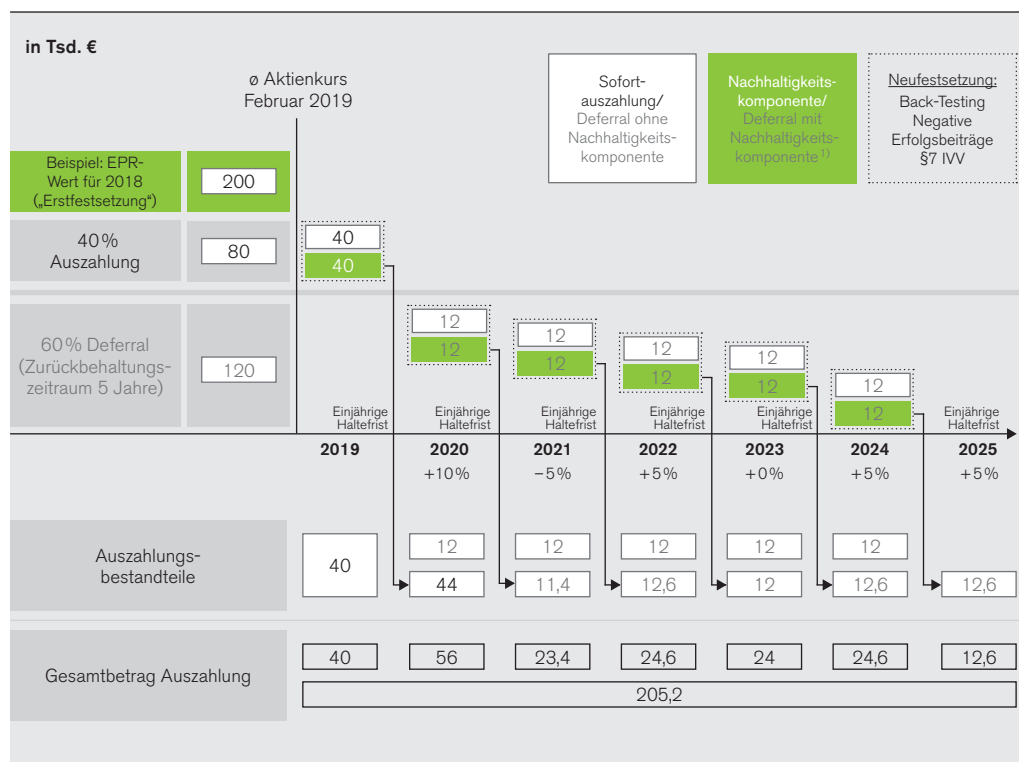 in Tsd. €
ø Aktienkurs
Februar 2019
Sofort-
auszahlung/
Deferral ohne
Nachhaltigkeits-
komponente
Nachhaltigkeits-
komponente/
Deferral mit
Nachhaltigkeits-
komponente 1)
Neufestsetzung:
Back-Testing
Negative
Erfolgsbeiträge
§7 IVV
Beispiel: EPR-
Wert für 2018
(„Erstfestsetzung“)
200
40%
Auszahlung
80
40
40
60% Deferral
(Zurückbehaltungs-
zeitraum 5 Jahre)
120
12
12
12
12
12
12
12
12
12
12
Einjährige
Haltefrist
Einjährige
Haltefrist
Einjährige
Haltefrist
Einjährige
Haltefrist
Einjährige
Haltefrist
Einjährige
Haltefrist
Einjährige
Haltefrist
2019 2020 2021 2022 2023 2024 2025
+10% −5% +5% +0% +5% +5%
Auszahlungs-
bestandteile
40
12 12 12 12 12
44 11,4 12,6 12 12,6 12,6
Gesamtbetrag Auszahlung
40 56 23,4 24,6 24 24,6 12,6
205,2